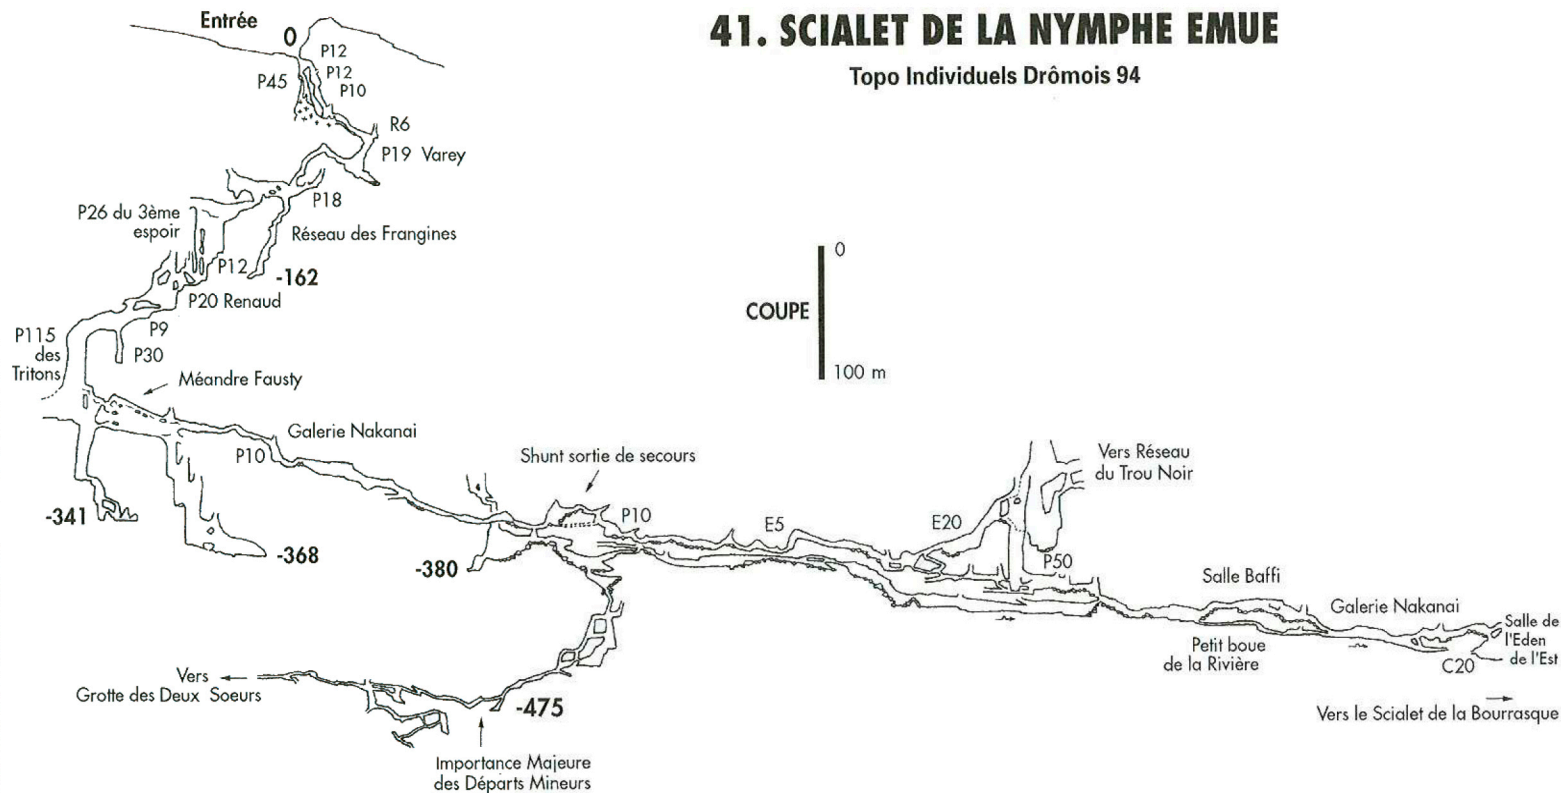 41. SCIALET DE LA NYMPHE EMUE
Topo Individuels Drômois 94
Entrée
0
P12
P12
P45
P10
R6
P19 Varey
P18
P26 du 3ème
espoir
Réseau des Frangines
P12
-162
P20 Renaud
P9
P30
P115
des
Tritons
Méandre Fausty
Galerie Nakanai
P10
-341
-368
0
COUPE
100 m
Shunt sortie de secours
P10
E5
E20
Vers Réseau
du Trou Noir
P50
-380
Salle Baffi
Galerie Nakanai
Salle de
l'Eden
de l'Est
Petit boue
de la Rivière
C20
Vers le Scialet de la Bourrasque
Vers
Grotte des Deux Soeurs
-475
Importance Majeure
des Départs Mineurs